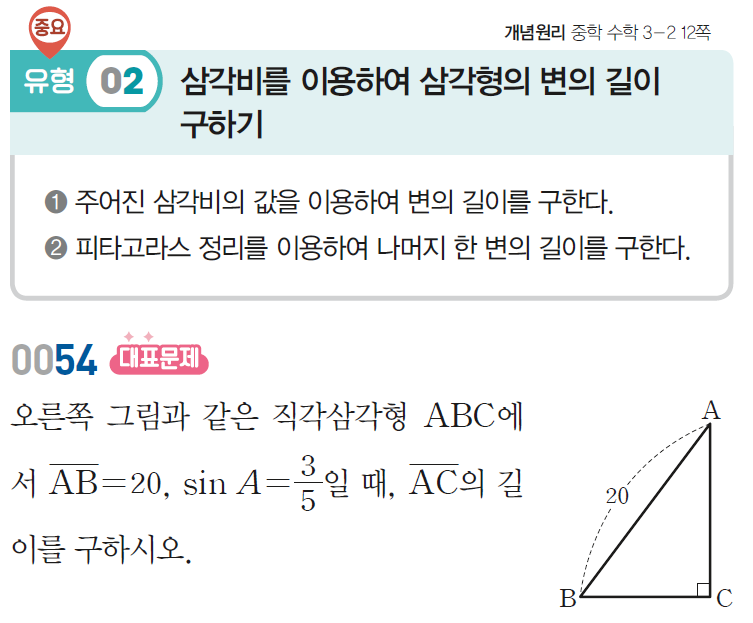 중요
개념원리 중학 수학 3-2 12쪽
유형 02 삼각비를 이용하여 삼각형의 변의 길이
구하기
❶ 주어진 삼각비의 값을 이용하여 변의 길이를 구한다.
❷ 피타고라스 정리를 이용하여 나머지 한 변의 길이를 구한다.
0054 대표문제
오른쪽 그림과 같은 직각삼각형 ABC에
서 \overline{AB}=20, sin A=\frac{3}{5}일 때, \overline{AC}의 길
이를 구하시오.
A
20
B
C